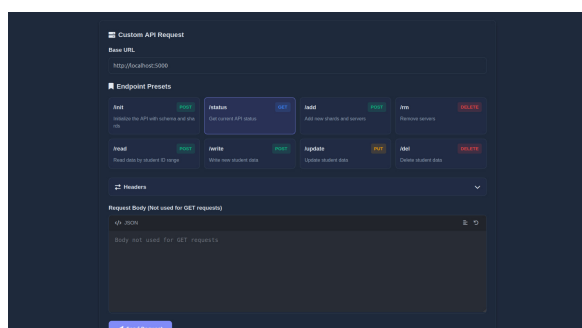 Custom API Request
Base URL
http://localhost:5000
Endpoint Presets
/init POST
Initialize the API with schema and sha
rds
/status GET
Get current API status
/add POST
Add new shards and servers
/rm DELETE
Remove servers
/read POST
Read data by student ID range
/write POST
Write new student data
/update PUT
Update student data
/del DELETE
Delete student data
Headers
Request Body (Not used for GET requests)
</> JSON
Body not used for GET requests